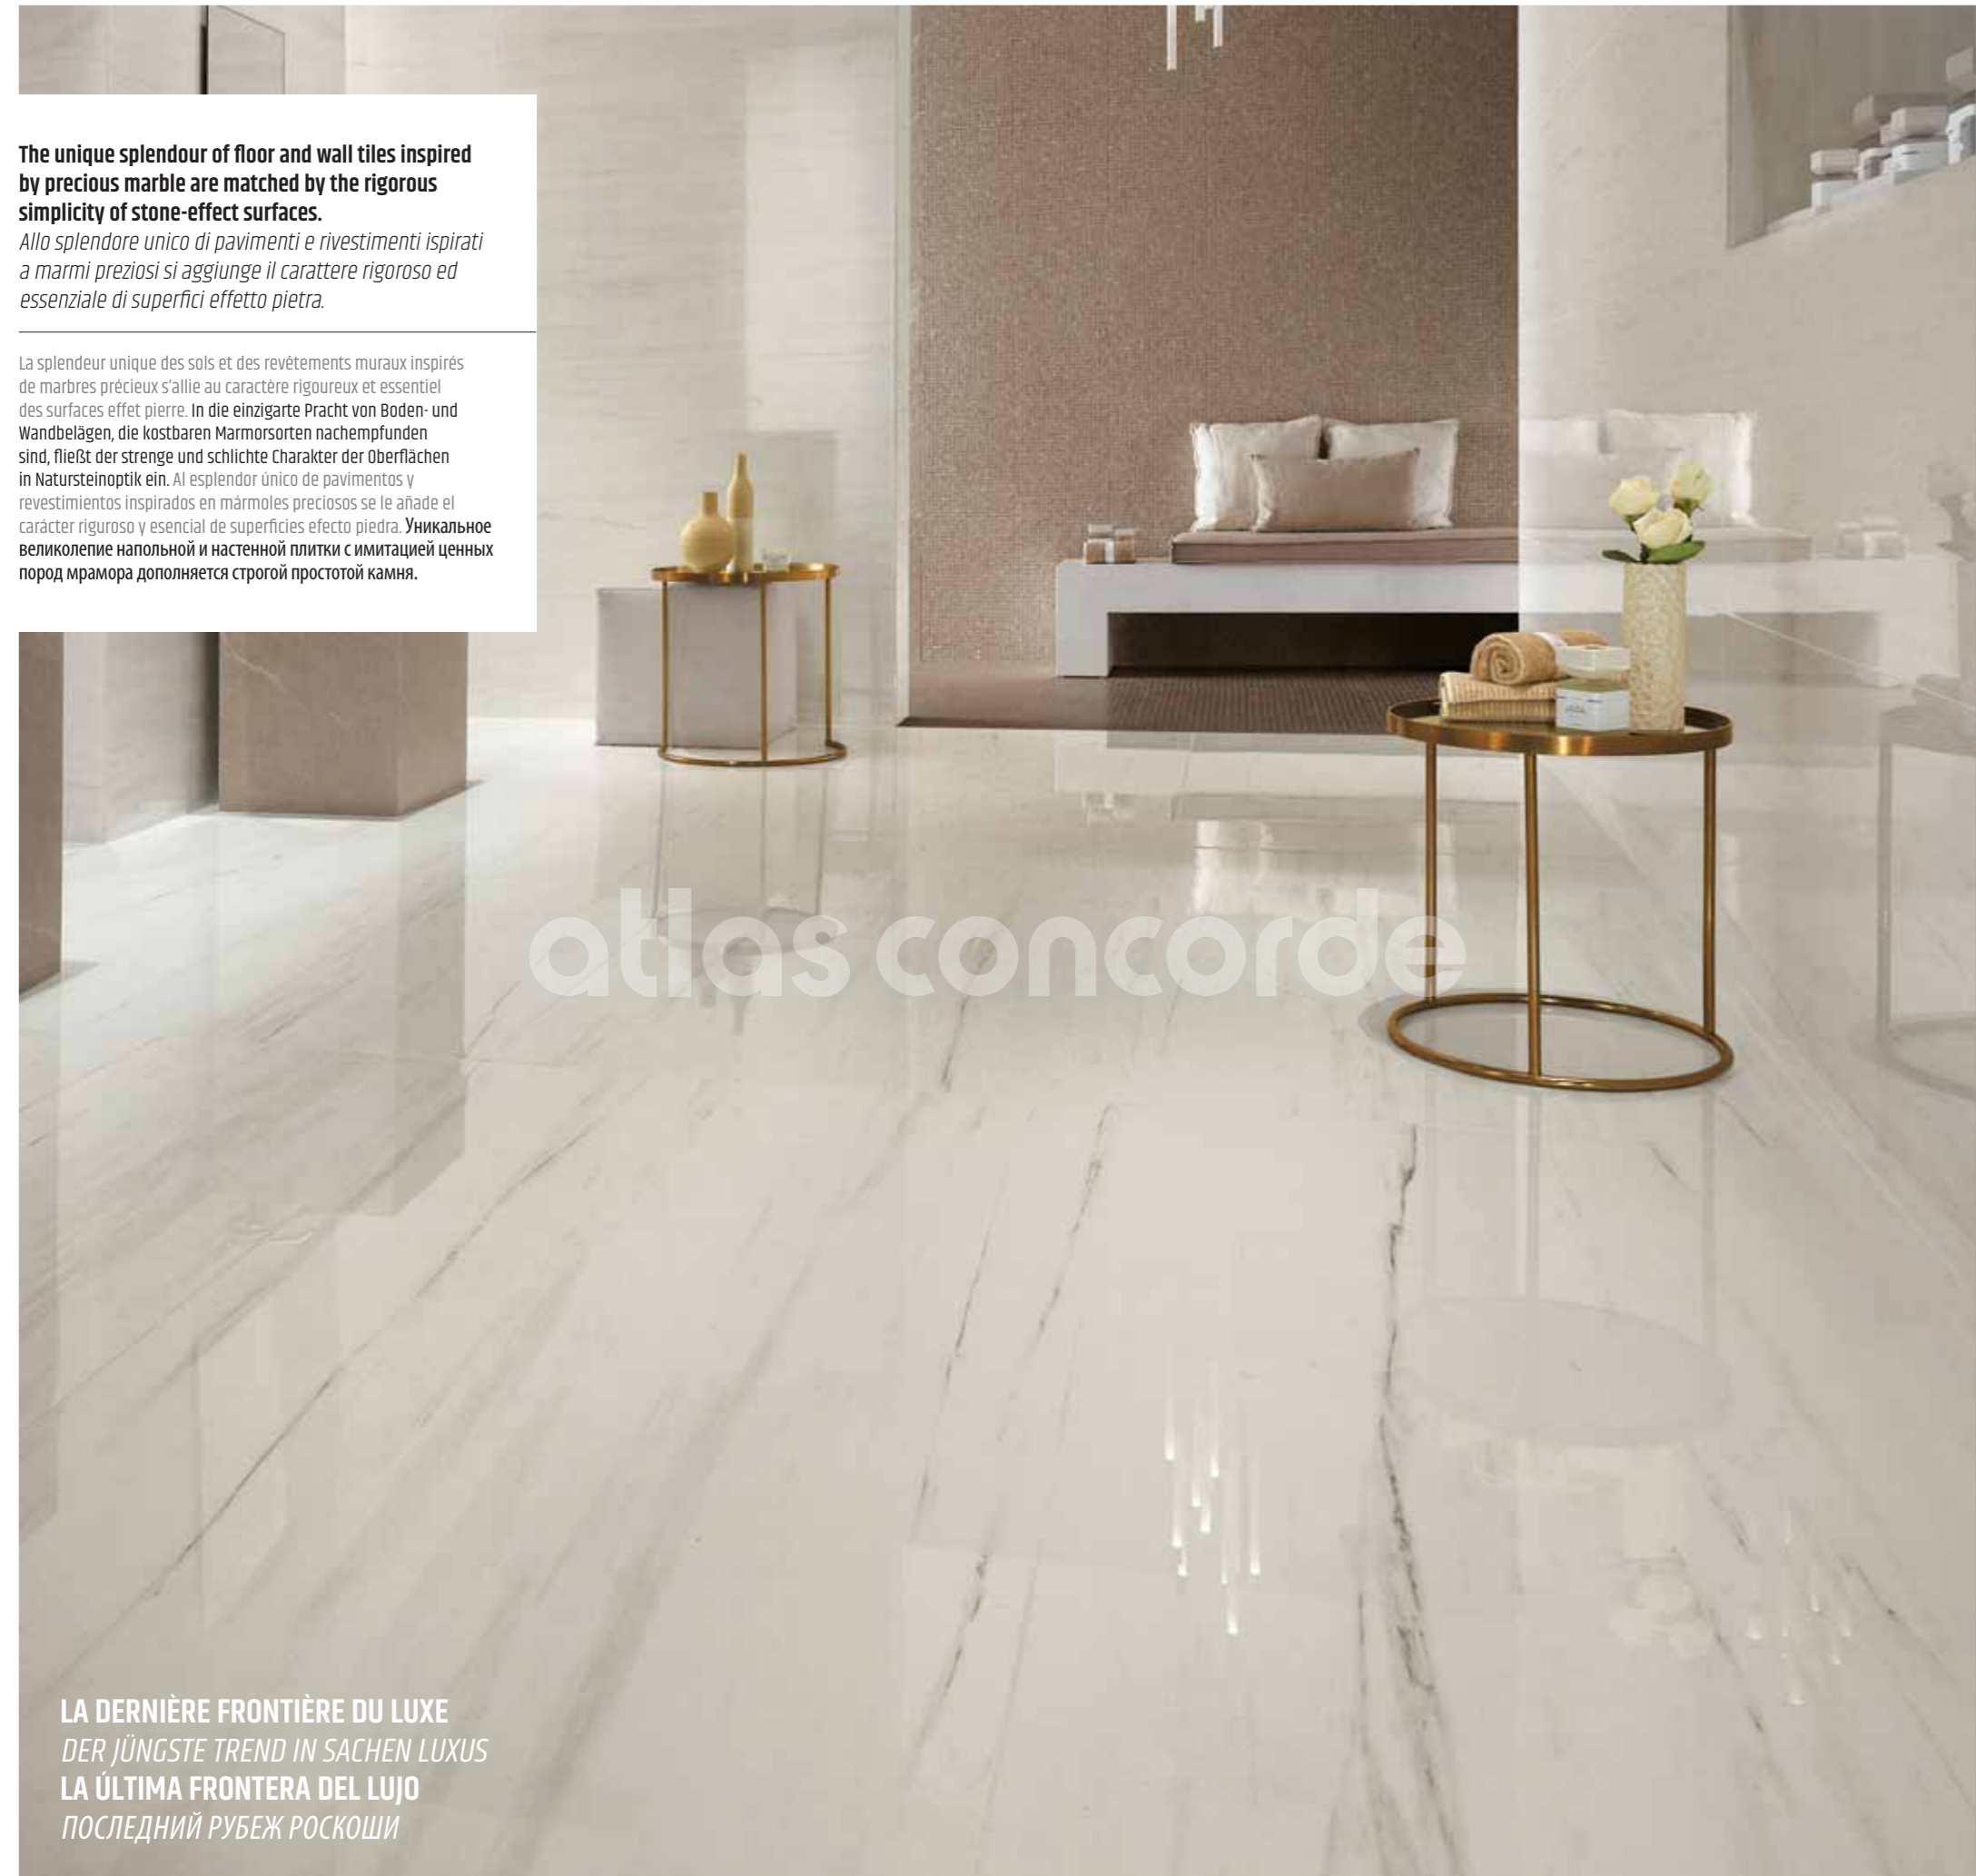 The unique splendour of floor and wall tiles inspired
by precious marble are matched by the rigorous
simplicity of stone-effect surfaces.
Allo splendore unico di pavimenti e rivestimenti ispirati
a marmi preziosi si aggiunge il carattere rigoroso ed
essenziale di superfici effetto pietra.
La splendeur unique des sols et des revêtements muraux inspirés
de marbres précieux s'allie au caractère rigoureux et essentiel
des surfaces effet pierre. In die einzigarte Pracht von Boden- und
Wandbelägen, die kostbaren Marmorsorten nachempfunden
sind, fließt der strenge und schlichte Charakter der Oberflächen
in Natursteinoptik ein. Al esplendor único de pavimentos y
revestimientos inspirados en mármoles preciosos se le añade el
carácter riguroso y esencial de superficies efecto piedra. Уникальное
великолепие напольной и настенной плитки с имитацией ценных
пород мрамора дополняется строгой простотой камня.
atlas concorde
LA DERNIÈRE FRONTIÈRE DU LUXE
DER JÜNGSTE TREND IN SACHEN LUXUS
LA ÚLTIMA FRONTERA DEL LUJO
ПОСЛЕДНИЙ РУБЕЖ РОСКОШИ